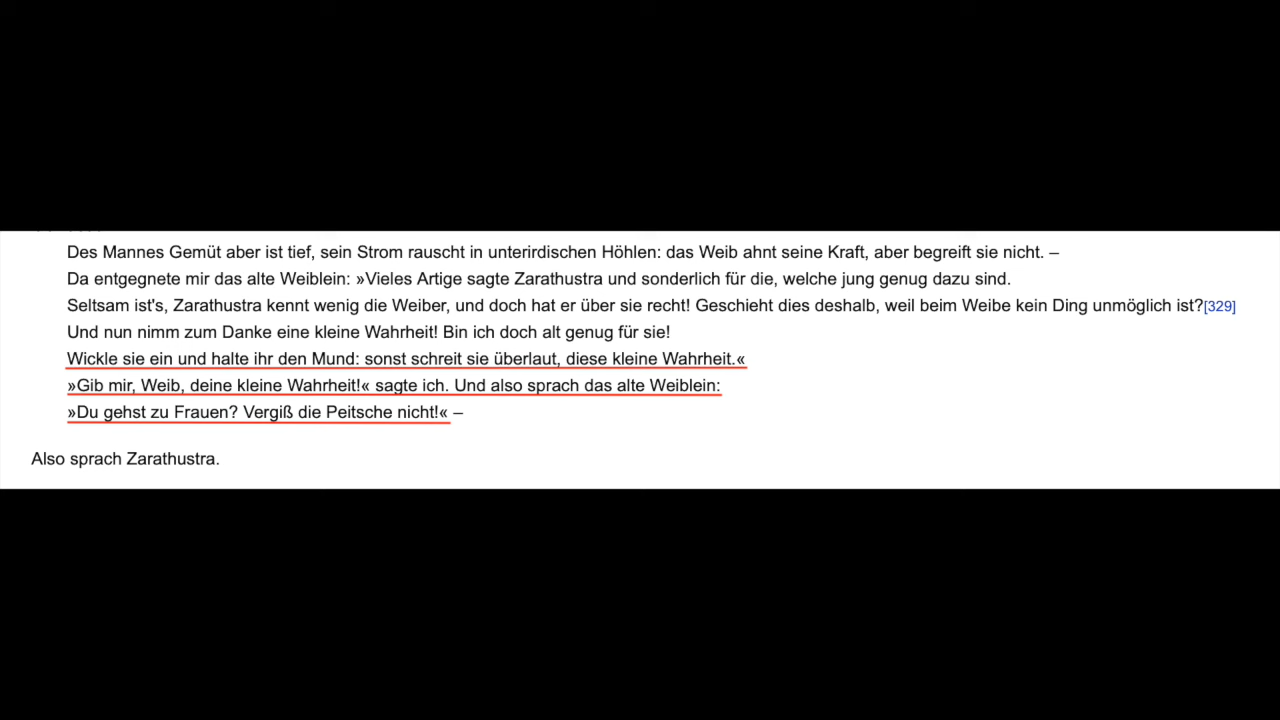 Des Mannes Gemüt aber ist tief, sein Strom rauscht in unterirdischen Höhlen: das Weib ahnt seine Kraft, aber begreift sie nicht. –
Da entgegnete mir das alte Weiblein: »Vieles Artige sagte Zarathustra und sonderlich für die, welche jung genug dazu sind.
Seltsam ist's, Zarathustra kennt wenig die Weiber, und doch hat er über sie recht! Geschieht dies deshalb, weil beim Weibe kein Ding unmöglich ist?[329]
Und nun nimm zum Danke eine kleine Wahrheit! Bin ich doch alt genug für sie!
Wickle sie ein und halte ihr den Mund: sonst schreit sie überlaut, diese kleine Wahrheit.«
»Gib mir, Weib, deine kleine Wahrheit!« sagte ich. Und also sprach das alte Weiblein:
»Du gehst zu Frauen? Vergiß die Peitsche nicht!« –
Also sprach Zarathustra.